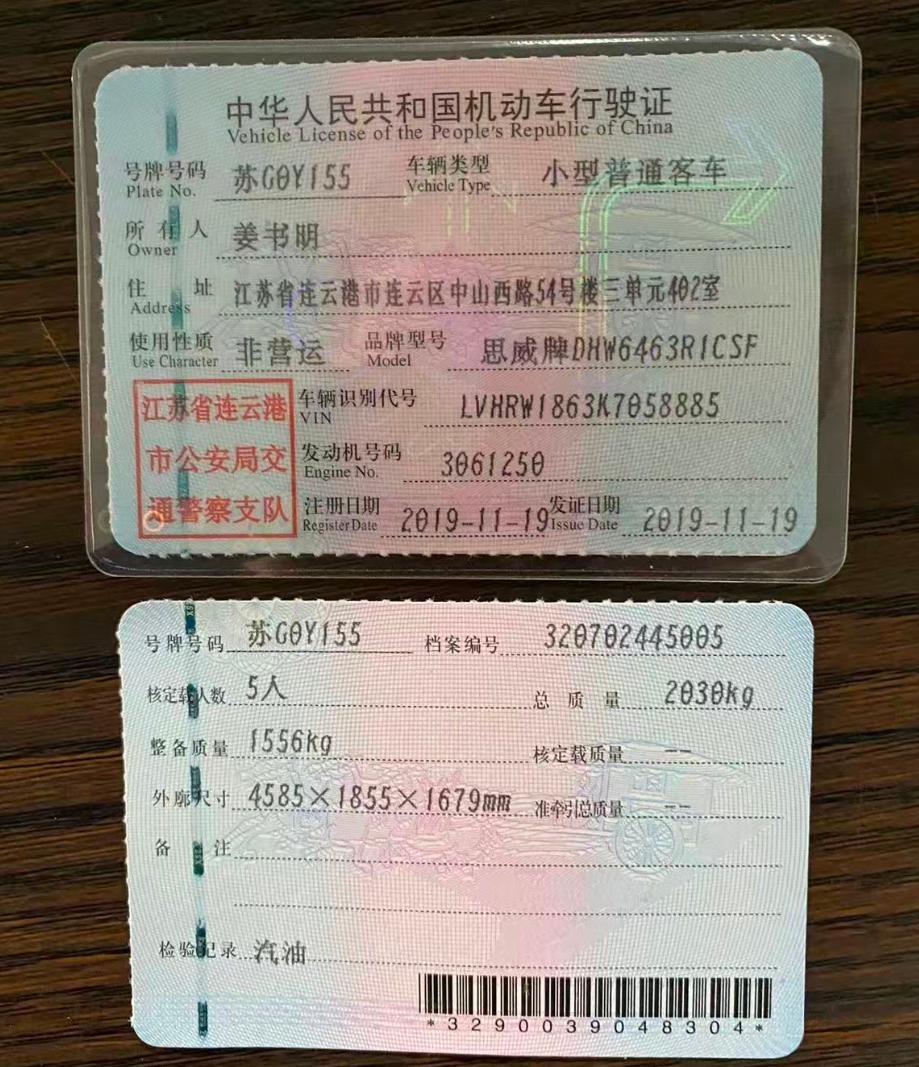 中华人民共和国机动车行驶证
Vehicle License of the People's Republic of China
号牌号码 苏G0Y155 车辆类型 小型普通客车
Plate No. Vehicle Type
所有人 姜书明
Owner
住址 江苏省连云港市连云区中山西路54号楼三单元402室
Address
使用性质 非营运 品牌型号 思威牌DHW6463R1CSF
Use Character Model
江苏省连云港 车辆识别代号 LVHRW1863K7058885
VIN
市公安局交 发动机号码 3061250
Engine No.
通警察支队 注册日期 2019-11-19 发证日期 2019-11-19
Register Date Issue Date
号牌号码 苏G0Y155 档案编号 320702445005
核定载人数 5人 总质量 2030kg
整备质量 1556kg 核定载质量 --
外廓尺寸 4585×1855×1679mm 准牵引总质量 --
备注
检验记录 汽油
*3290039048304*